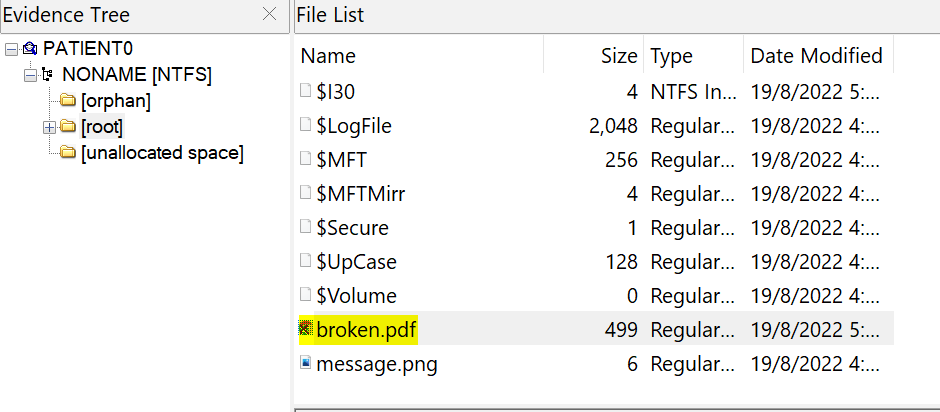 Evidence Tree
PATIENT0
NONAME [NTFS]
[orphan]
[root]
[unallocated space]
File List
Name Size Type Date Modified
$I30 4 NTFS In... 19/8/2022 5:...
$LogFile 2,048 Regular... 19/8/2022 4:...
$MFT 256 Regular... 19/8/2022 4:...
$MFTMirr 4 Regular... 19/8/2022 4:...
$Secure 1 Regular... 19/8/2022 4:...
$UpCase 128 Regular... 19/8/2022 4:...
$Volume 0 Regular... 19/8/2022 4:...
broken.pdf 499 Regular... 19/8/2022 5:...
message.png 6 Regular... 19/8/2022 4:...